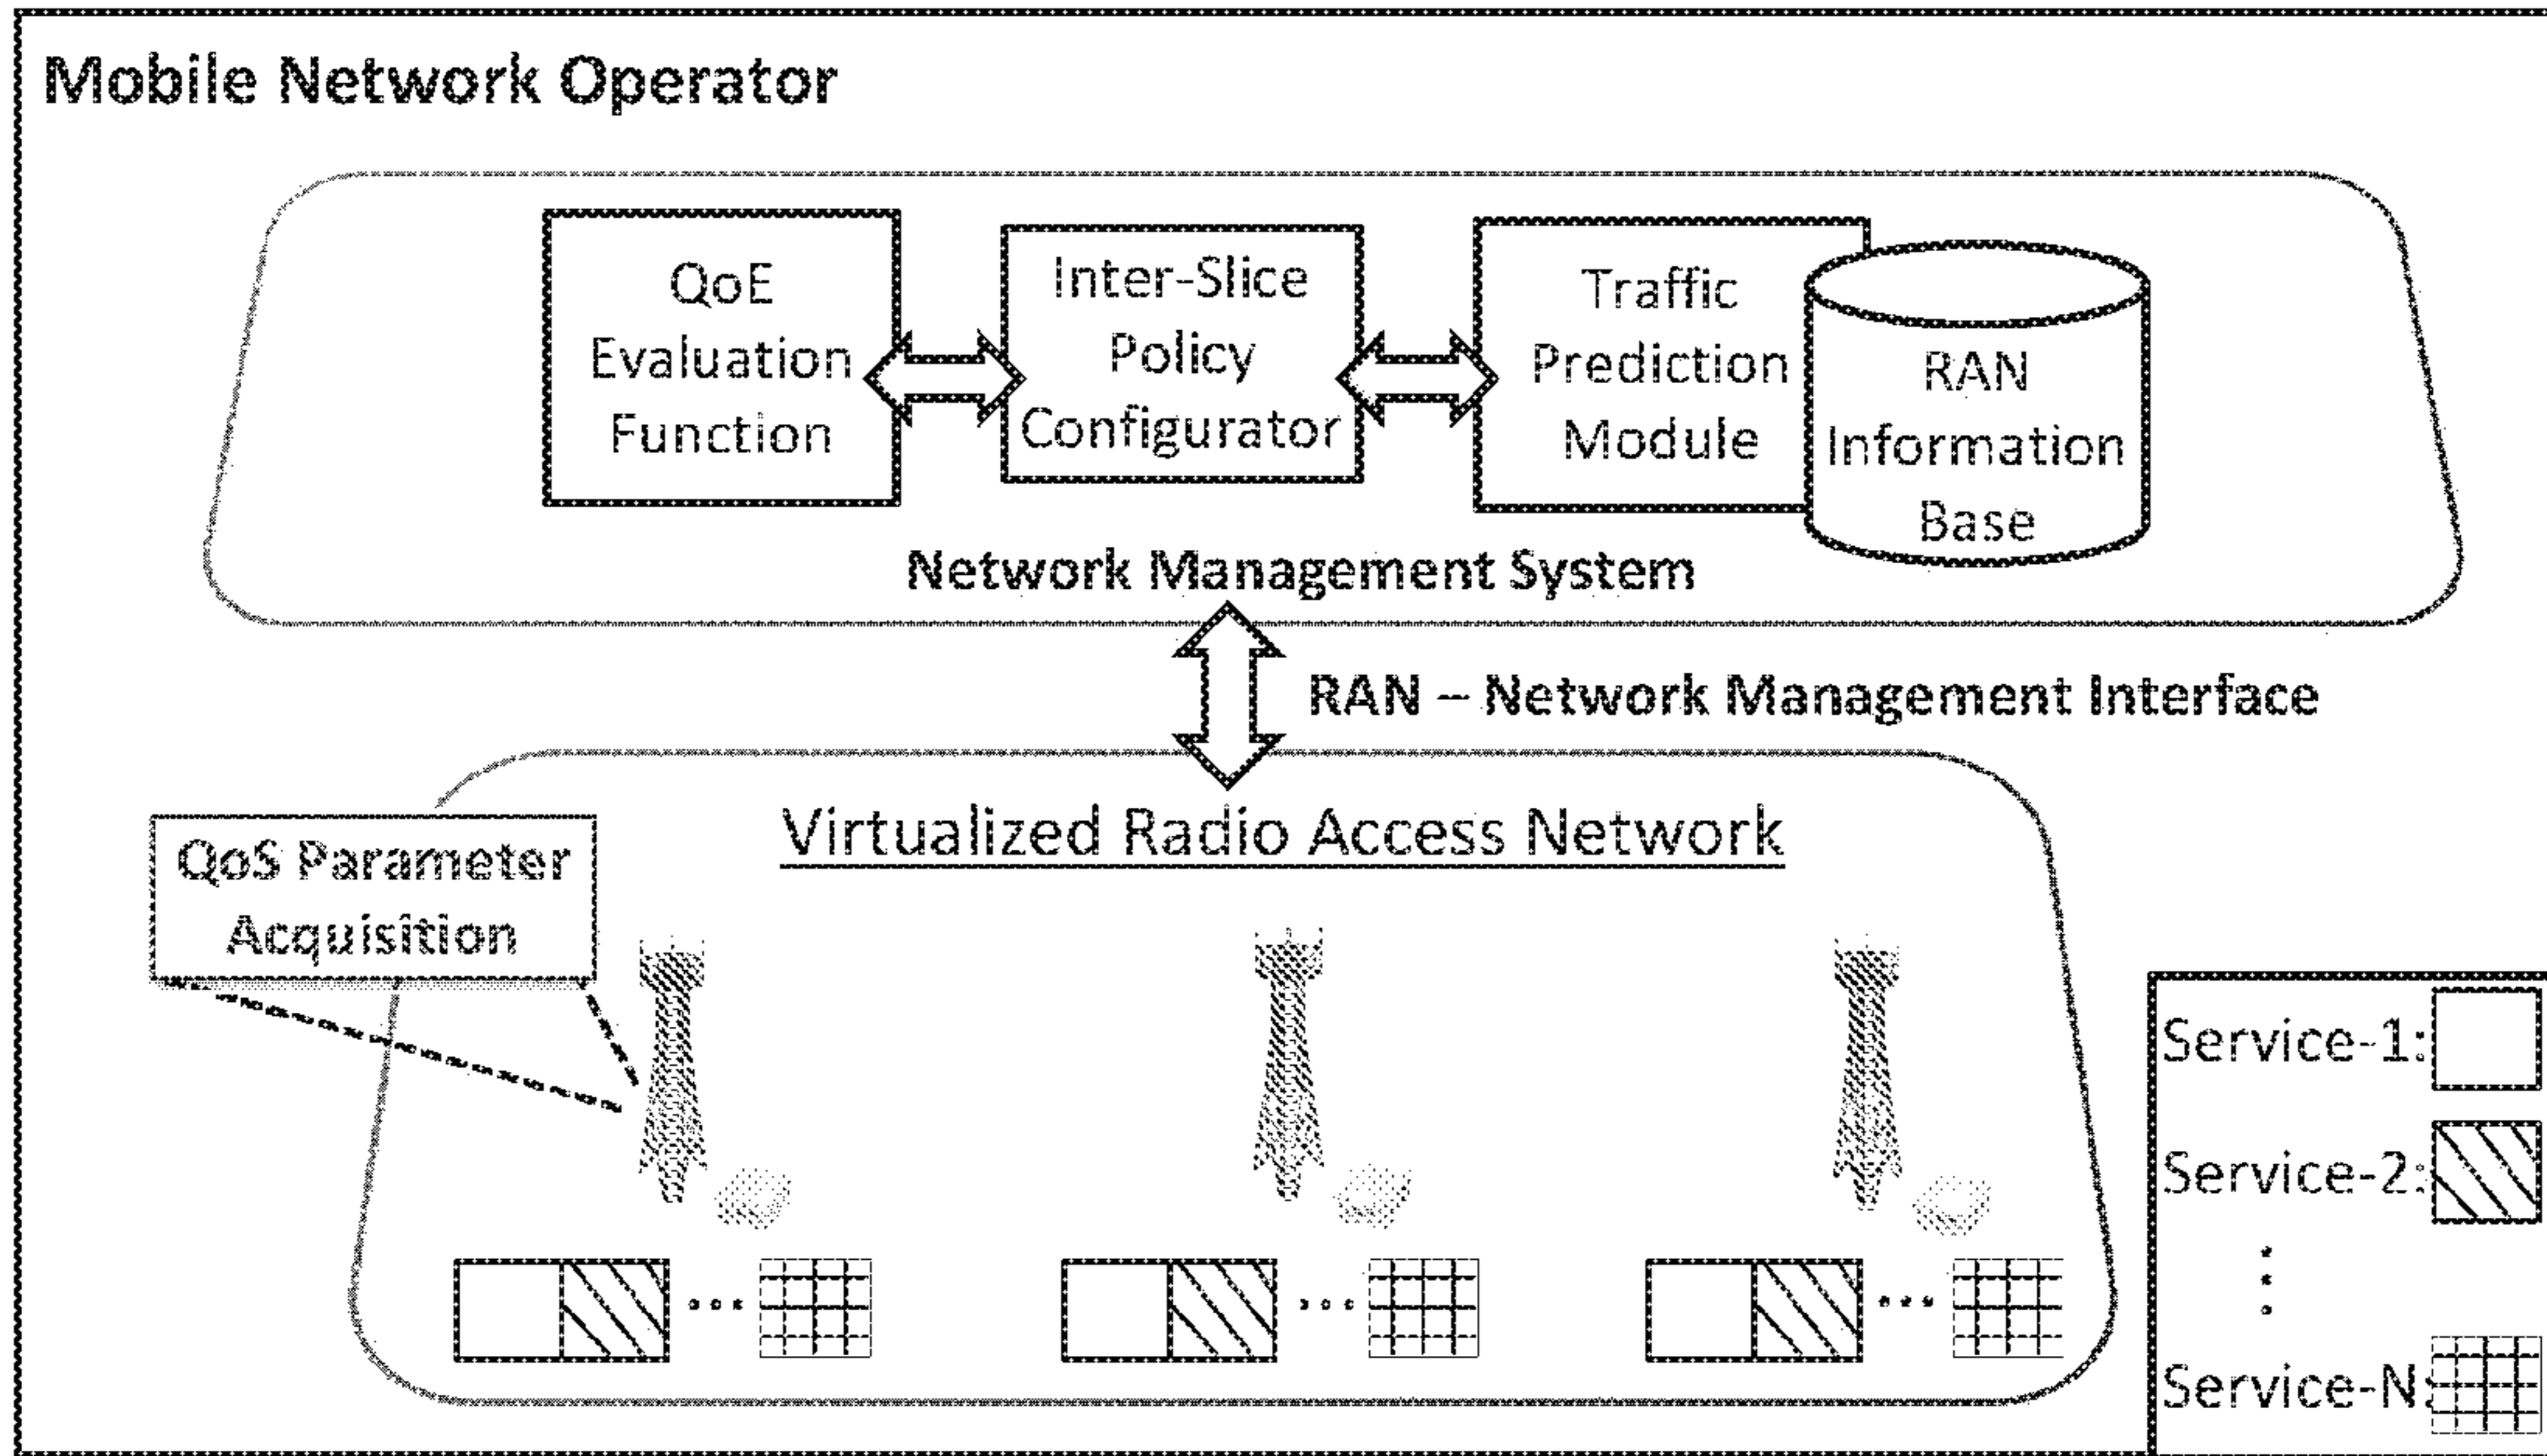 Mobile Network Operator
QoE
Evaluation
Function
Inter-Slice
Policy
Configurator
Traffic
Prediction
Module
RAN
Information
Base
Network Management System
RAN – Network Management Interface
Virtualized Radio Access Network
QoS Parameter
Acquisition
Service-1:
Service-2:
Service-N: